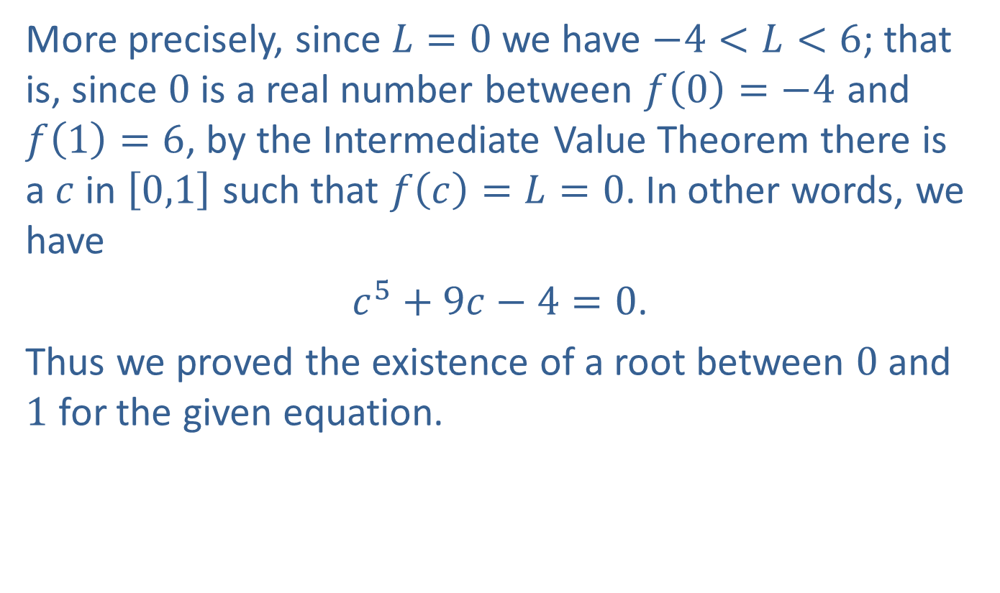 More precisely, since 𝐿 = 0 we have −4 < 𝐿 < 6; that
is, since 0 is a real number between 𝑓(0) = −4 and
𝑓(1) = 6, by the Intermediate Value Theorem there is
a 𝑐 in [0,1] such that 𝑓(𝑐) = 𝐿 = 0. In other words, we
have
𝑐⁵ + 9𝑐 − 4 = 0.
Thus we proved the existence of a root between 0 and
1 for the given equation.